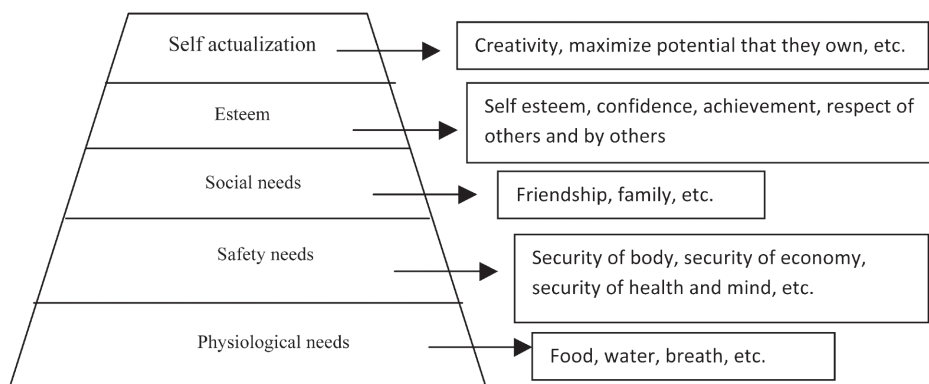 Self actualization
Creativity, maximize potential that they own, etc.
Esteem
Self esteem, confidence, achievement, respect of
others and by others
Social needs
Friendship, family, etc.
Safety needs
Security of body, security of economy,
security of health and mind, etc.
Physiological needs
Food, water, breath, etc.